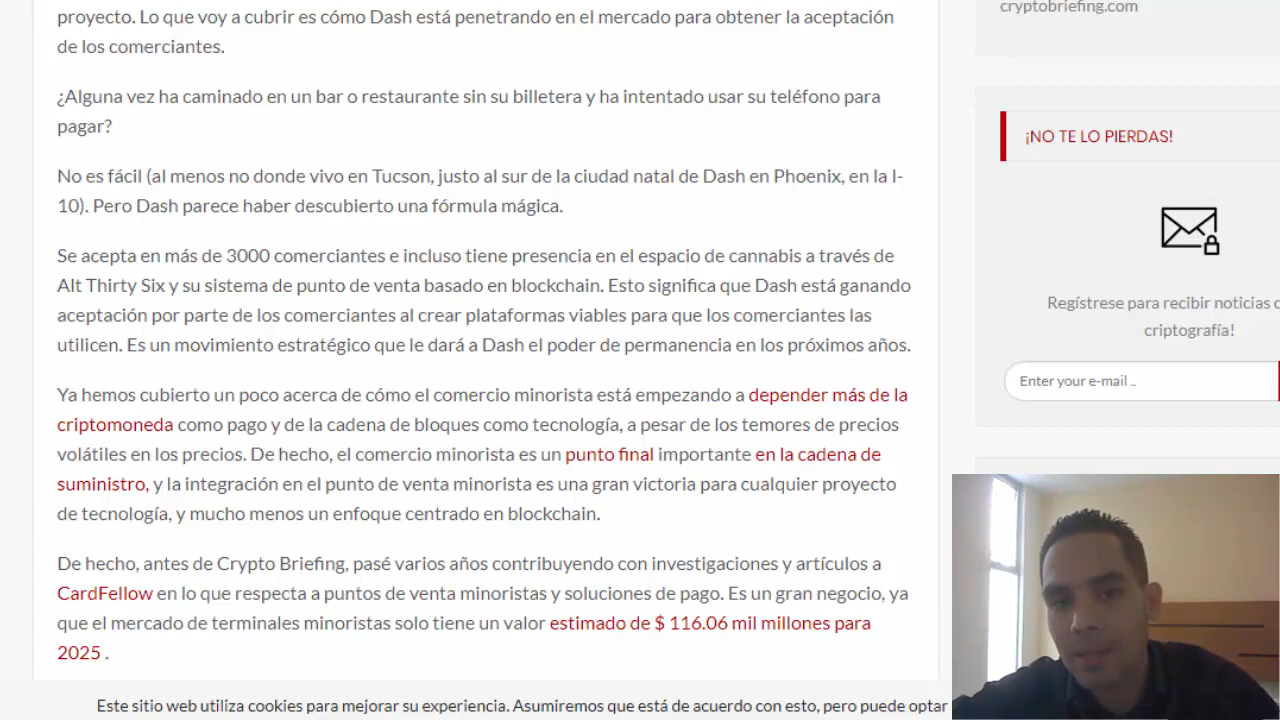 proyecto. Lo que voy a cubrir es cómo Dash está penetrando en el mercado para obtener la aceptación
de los comerciantes.
¿Alguna vez ha caminado en un bar o restaurante sin su billetera y ha intentado usar su teléfono para
pagar?
No es fácil (al menos no donde vivo en Tucson, justo al sur de la ciudad natal de Dash en Phoenix, en la I-
10). Pero Dash parece haber descubierto una fórmula mágica.
Se acepta en más de 3000 comerciantes e incluso tiene presencia en el espacio de cannabis a través de
Alt Thirty Six y su sistema de punto de venta basado en blockchain. Esto significa que Dash está ganando
aceptación por parte de los comerciantes al crear plataformas viables para que los comerciantes las
utilicen. Es un movimiento estratégico que le dará a Dash el poder de permanencia en los próximos años.
Ya hemos cubierto un poco acerca de cómo el comercio minorista está empezando a depender más de la
criptomoneda como pago y de la cadena de bloques como tecnología, a pesar de los temores de precios
volátiles en los precios. De hecho, el comercio minorista es un punto final importante en la cadena de
suministro, y la integración en el punto de venta minorista es una gran victoria para cualquier proyecto
de tecnología, y mucho menos un enfoque centrado en blockchain.
De hecho, antes de Crypto Briefing, pasé varios años contribuyendo con investigaciones y artículos a
CardFellow en lo que respecta a puntos de venta minoristas y soluciones de pago. Es un gran negocio, ya
que el mercado de terminales minoristas solo tiene un valor estimado de $ 116.06 mil millones para
2025 .
cryptobriefing.com
¡NO TE LO PIERDAS!
Regístrese para recibir noticias
criptografía!
Enter your e-mail ..
Este sitio web utiliza cookies para mejorar su experiencia. Asumiremos que está de acuerdo con esto, pero puede optar